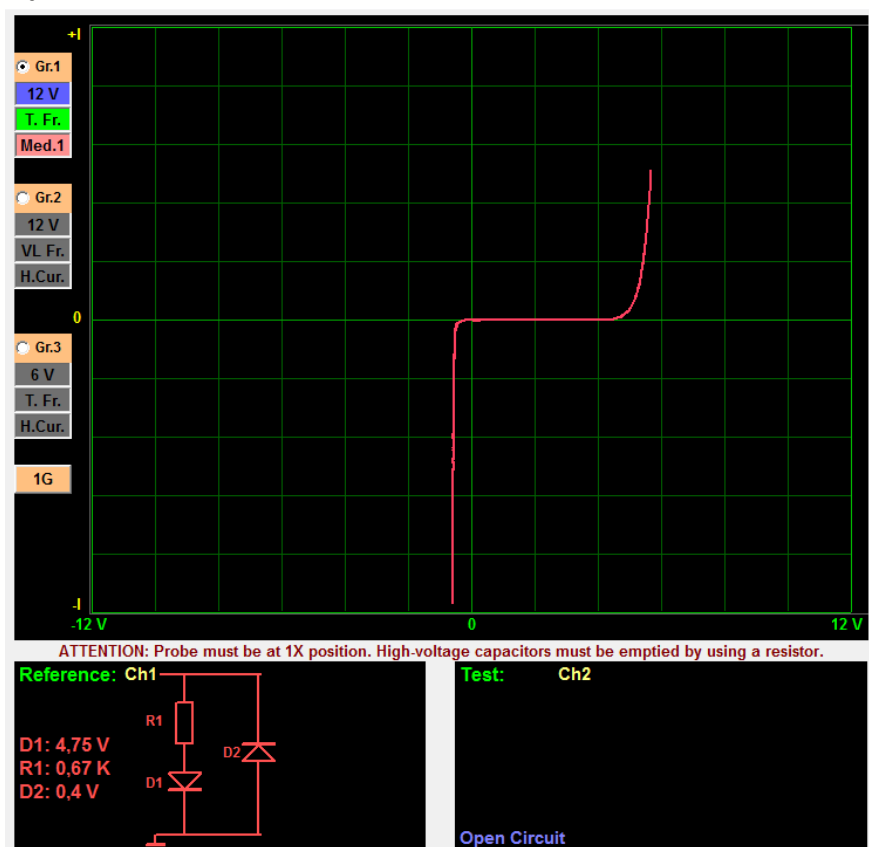 +I
Gr.1
12 V
T. Fr.
Med.1
Gr.2
12 V
VL Fr.
H.Cur.
0
Gr.3
6 V
T. Fr.
H.Cur.
1G
-I
-12 V 0 12 V
ATTENTION: Probe must be at 1X position. High-voltage capacitors must be emptied by using a resistor.
Reference: Ch1
R1
D1: 4,75 V
D2
R1: 0,67 K
D1
D2: 0,4 V
Test: Ch2
Open Circuit